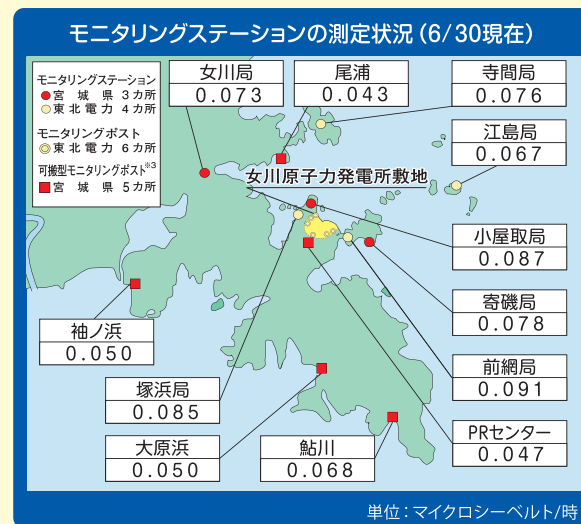 モニタリングステーションの測定状況(6/30現在)
モニタリングステーション
宮城県3カ所
東北電力4カ所
モニタリングポスト
東北電力6カ所
可搬型モニタリングポスト※3
宮城県5カ所
女川局
0.073
尾浦
0.043
寺間局
0.076
江島局
0.067
女川原子力発電所敷地
小屋取局
0.087
寄磯局
0.078
袖ノ浜
0.050
前網局
0.091
塚浜局
0.085
大原浜
0.050
鮎川
0.068
PRセンター
0.047
単位:マイクロシーベルト/時